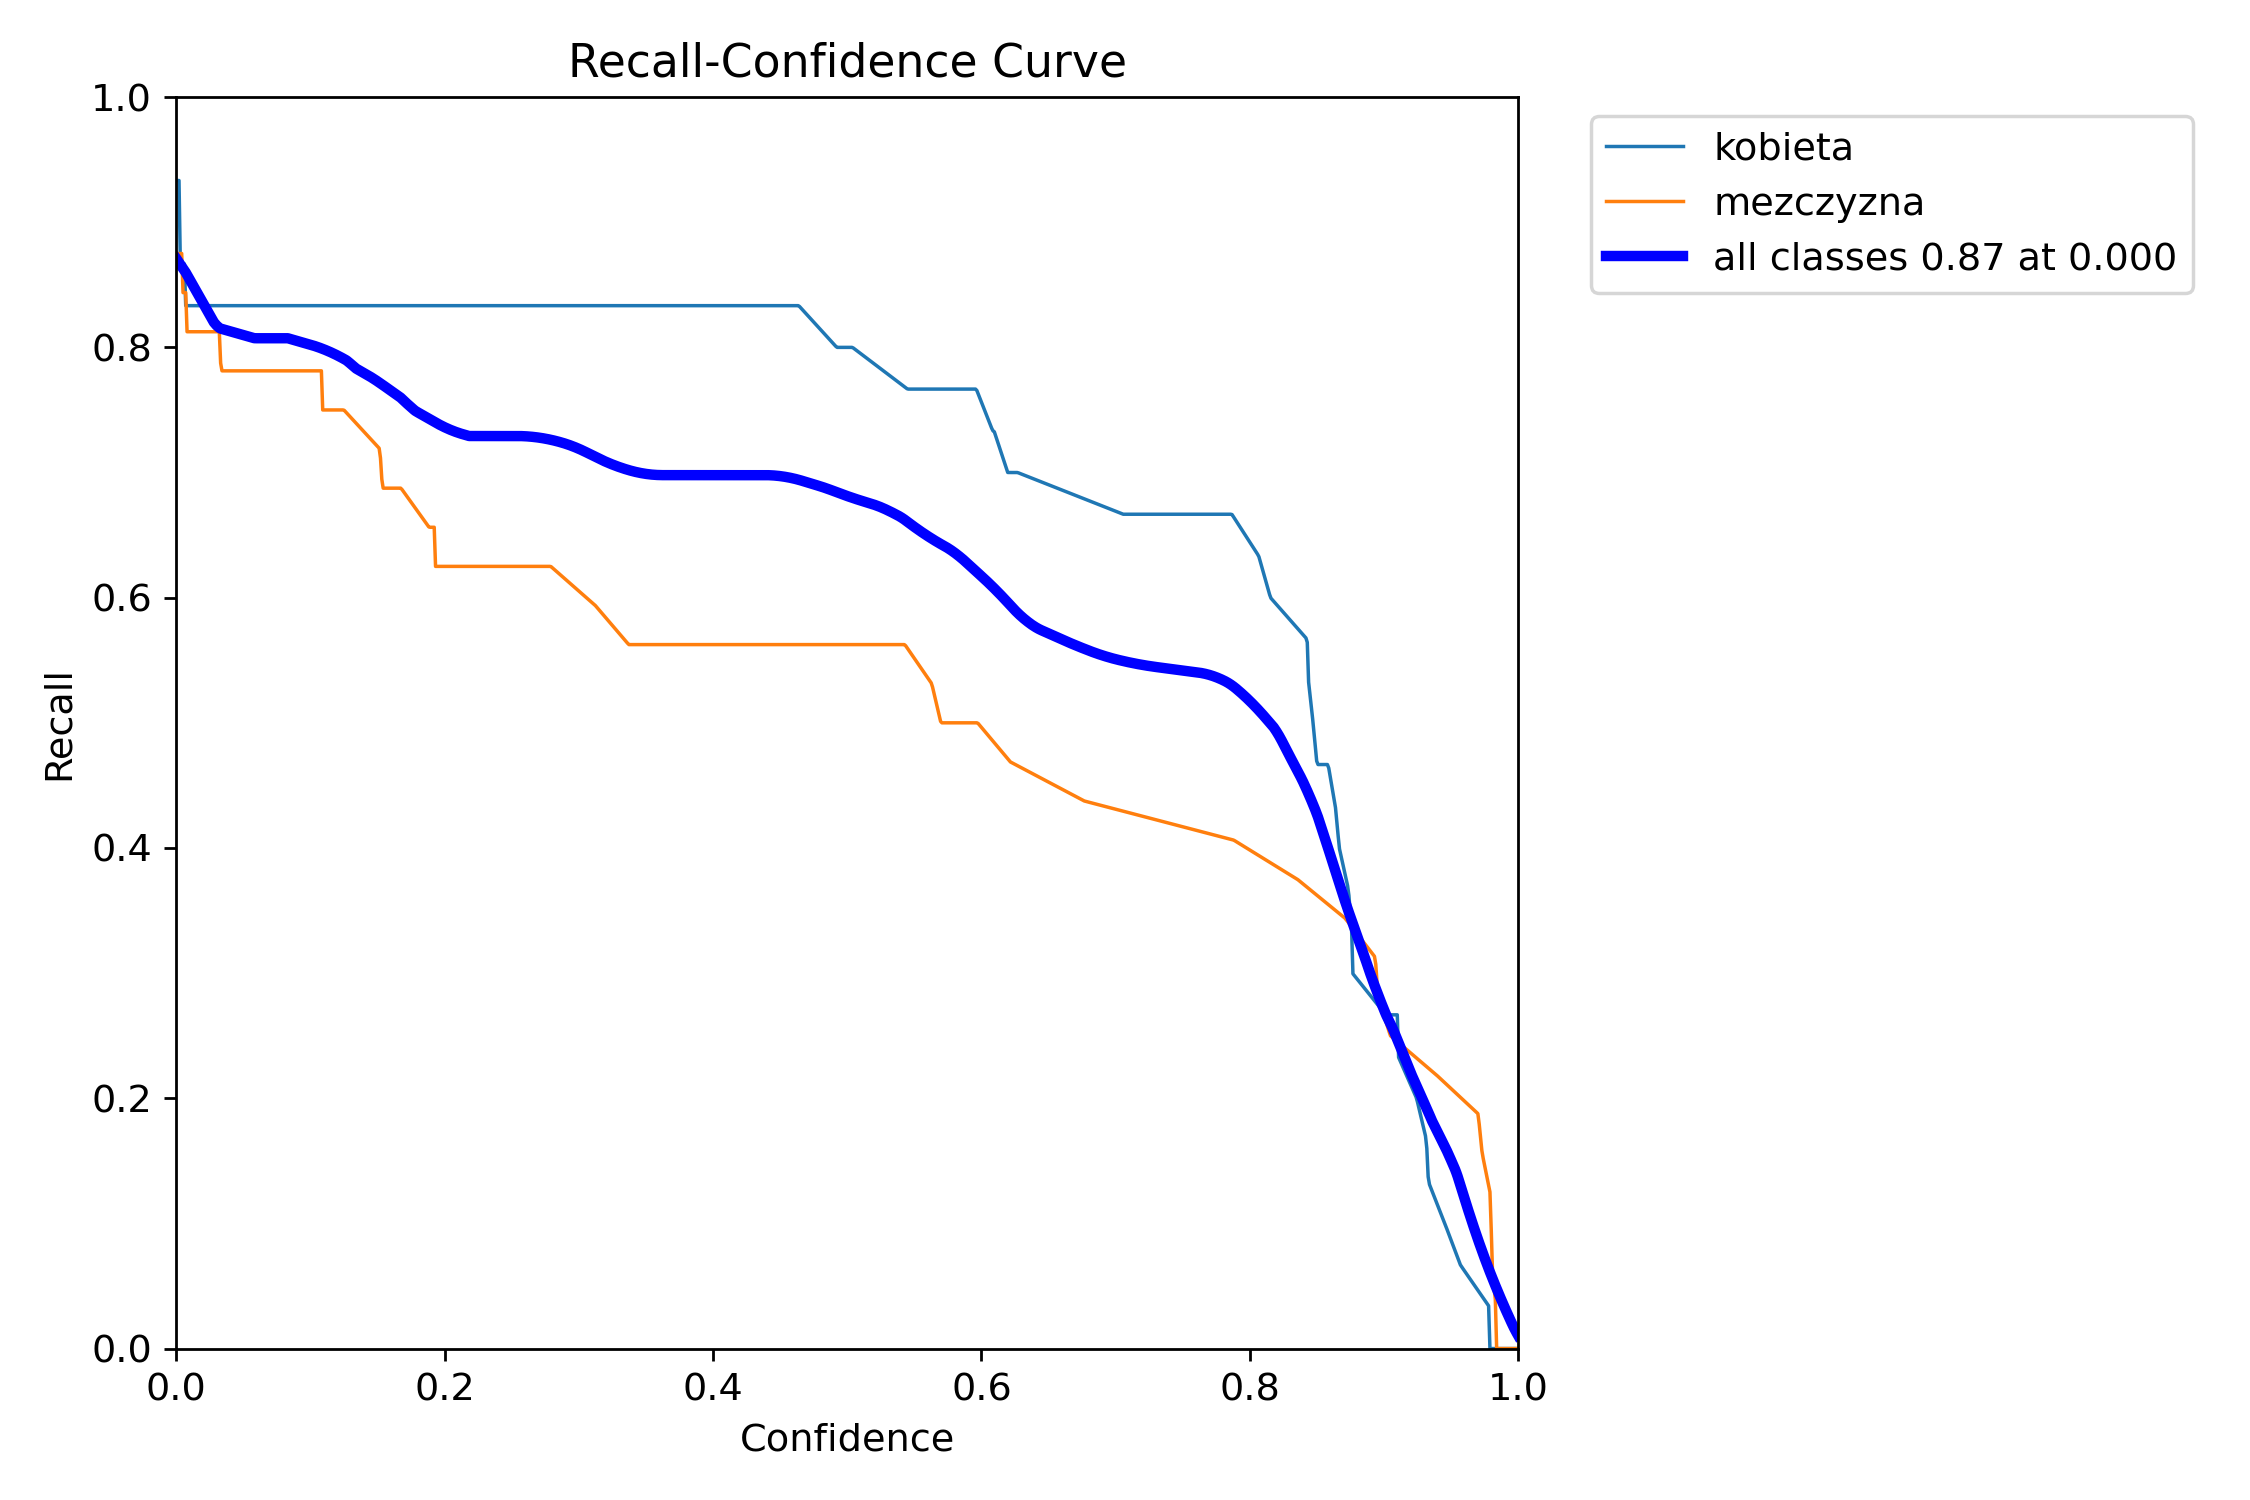 Recall-Confidence Curve
1.0
0.8
0.6
0.4
0.2
0.0
Recall
0.0 0.2 0.4 0.6 0.8 1.0
Confidence
kobieta
mezczyzna
all classes 0.87 at 0.000